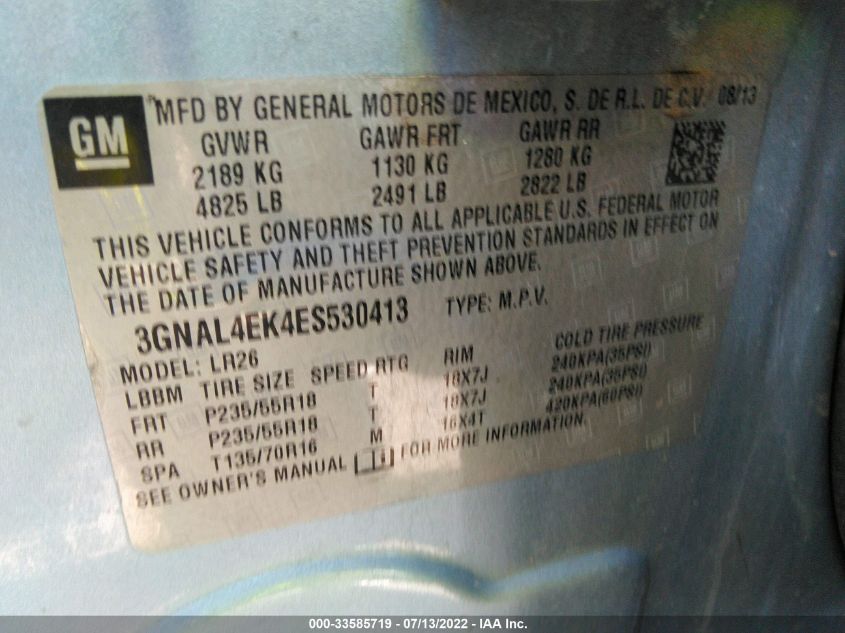 GM
MFD BY GENERAL MOTORS DE MEXICO, S. DE R.L. DE C.V. 08/13
GVWR GAWR FRT GAWR RR
2189 KG 1130 KG 1280 KG
4825 LB 2491 LB 2822 LB
THIS VEHICLE CONFORMS TO ALL APPLICABLE U.S. FEDERAL MOTOR
VEHICLE SAFETY AND THEFT PREVENTION STANDARDS IN EFFECT ON
THE DATE OF MANUFACTURE SHOWN ABOVE.
3GNAL4EK4ES530413 TYPE: M.P.V.
MODEL: LR26
LBBM TIRE SIZE SPEED RTG RIM COLD TIRE PRESSURE
FRT P235/55R18 T 18X7J 240KPA(35PSI)
RR P235/55R18 T 18X7J 240KPA(35PSI)
SPA T135/70R16 M 16X4T 420KPA(60PSI)
SEE OWNER'S MANUAL FOR MORE INFORMATION.
000-33585719 - 07/13/2022 - IAA Inc.